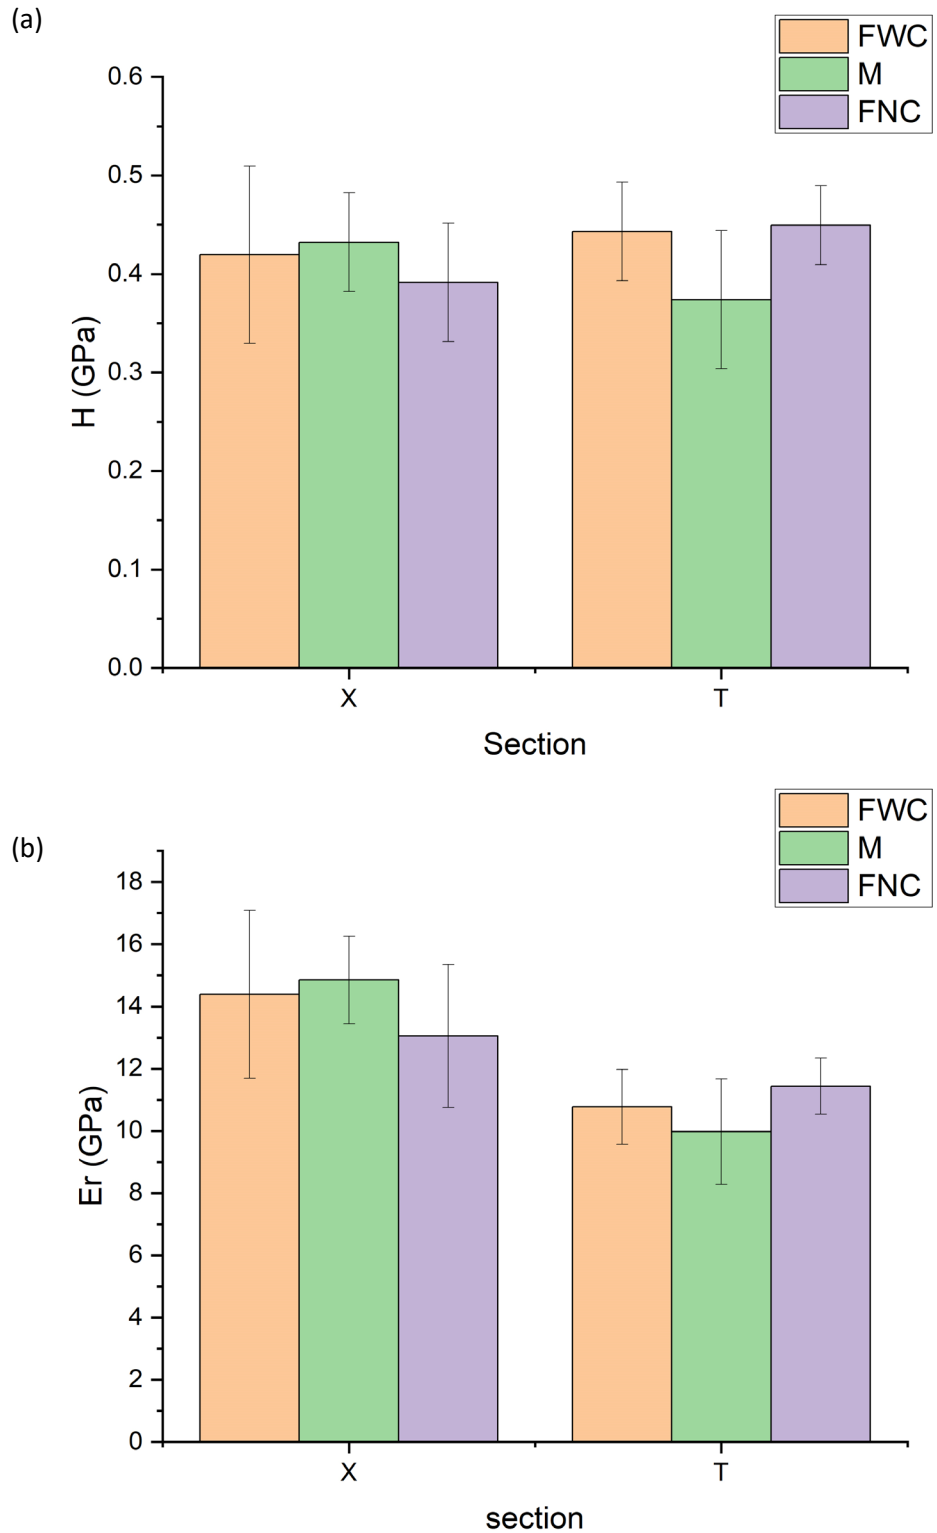 (a)
FWC
M
FNC
0.6
0.5
0.4
0.3
0.2
0.1
0.0
H (GPa)
X T
Section
(b)
FWC
M
FNC
18
16
14
12
10
8
6
4
2
0
Er (GPa)
X T
section